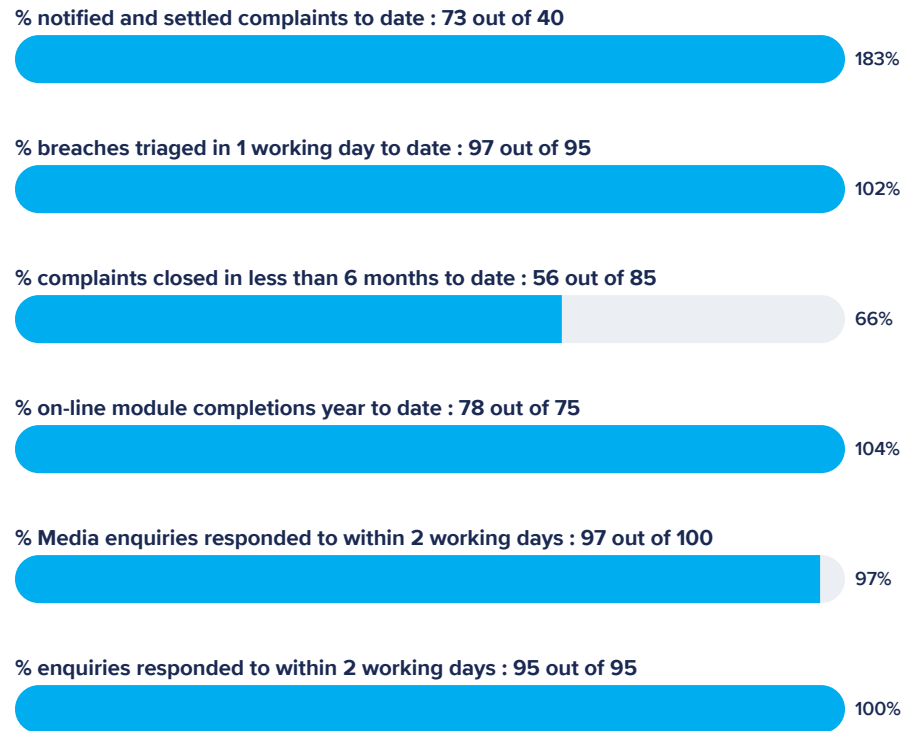 % notified and settled complaints to date : 73 out of 40
183%
% breaches triaged in 1 working day to date : 97 out of 95
102%
% complaints closed in less than 6 months to date : 56 out of 85
66%
% on-line module completions year to date : 78 out of 75
104%
% Media enquiries responded to within 2 working days : 97 out of 100
97%
% enquiries responded to within 2 working days : 95 out of 95
100%